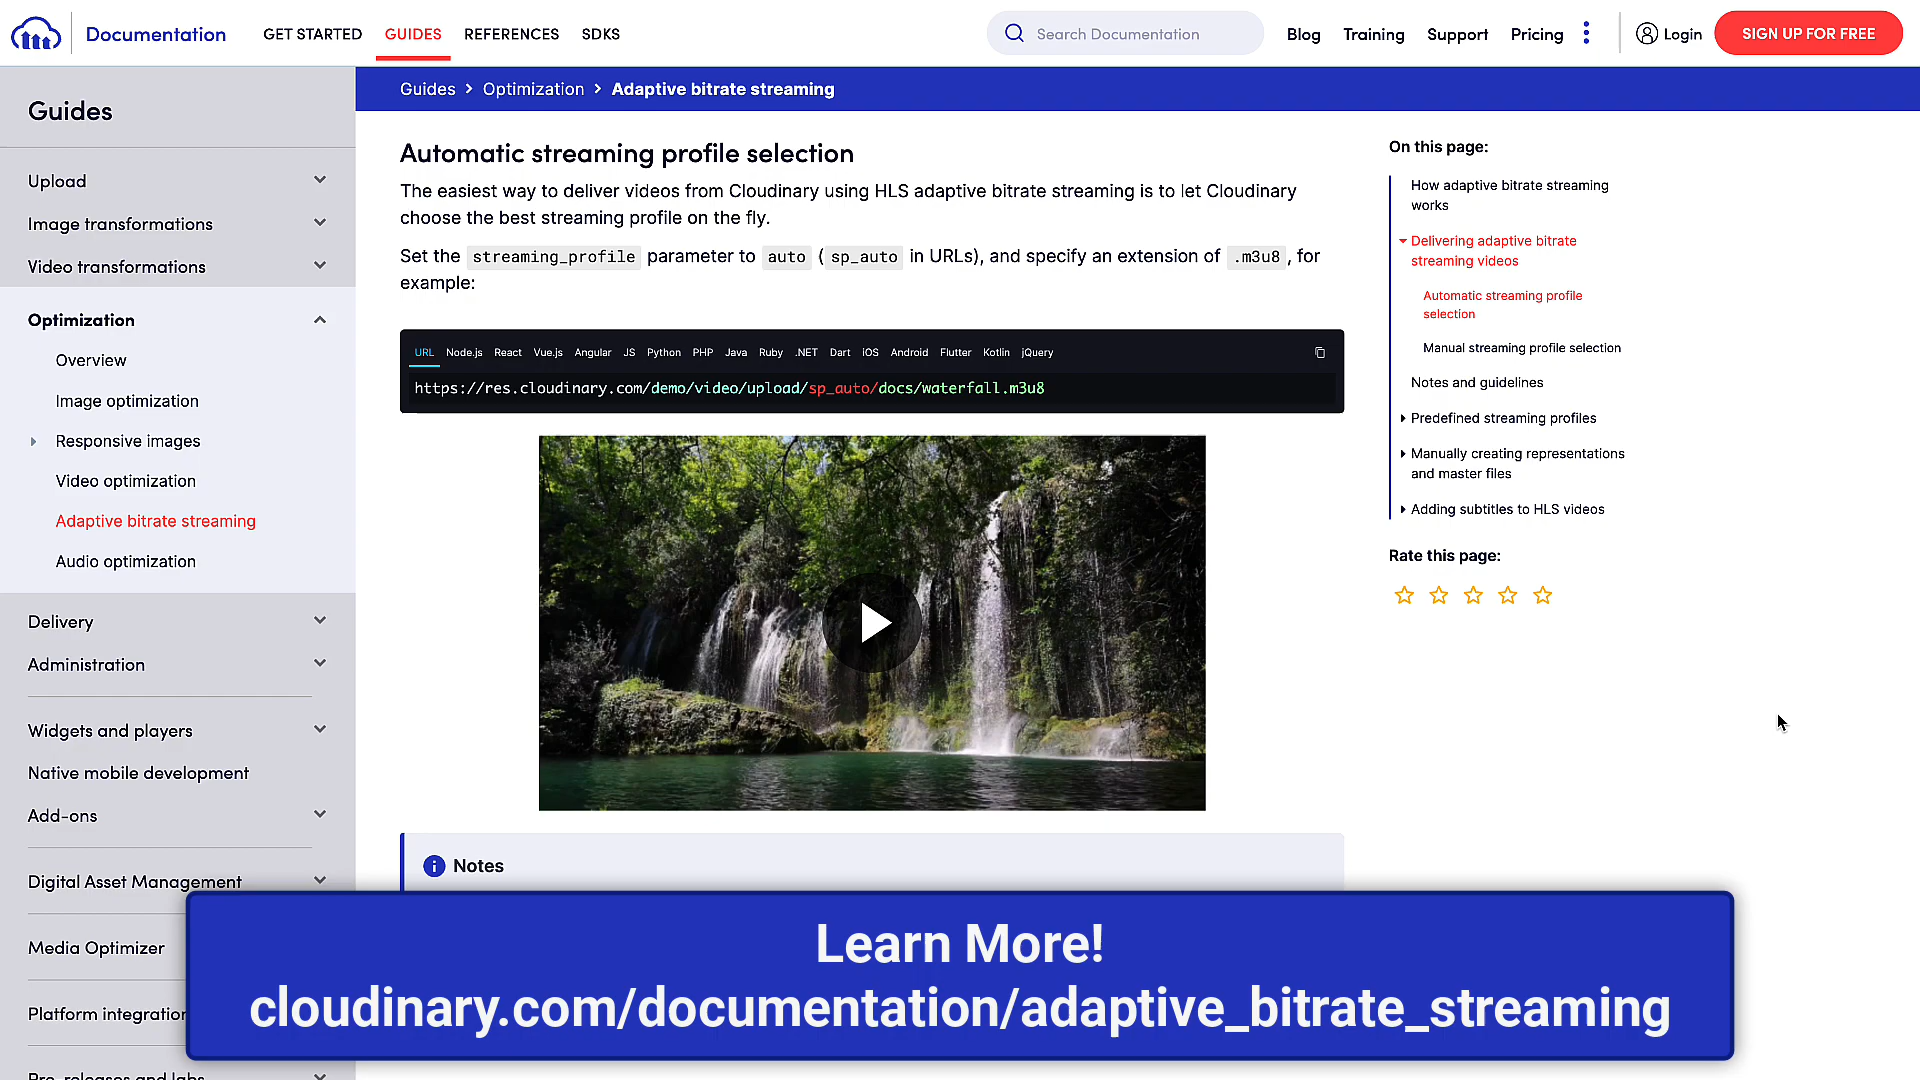 Documentation
GET STARTED
GUIDES
REFERENCES
SDKS
Search Documentation
Blog
Training
Support
Pricing
Login
SIGN UP FOR FREE
Guides
Upload
Image transformations
Video transformations
Optimization
Overview
Image optimization
Responsive images
Video optimization
Adaptive bitrate streaming
Audio optimization
Delivery
Administration
Widgets and players
Native mobile development
Add-ons
Digital Asset Management
Media Optimizer
Platform integration
Pre-releases and labs
Guides > Optimization > Adaptive bitrate streaming
Automatic streaming profile selection
The easiest way to deliver videos from Cloudinary using HLS adaptive bitrate streaming is to let Cloudinary
choose the best streaming profile on the fly.
Set the streaming_profile parameter to auto ( sp_auto in URLs), and specify an extension of .m3u8 , for
example:
URL Node.js React Vue.js Angular JS Python PHP Java Ruby .NET Dart iOS Android Flutter Kotlin jQuery
https://res.cloudinary.com/demo/video/upload/sp_auto/docs/waterfall.m3u8
Notes
On this page:
How adaptive bitrate streaming
works
Delivering adaptive bitrate
streaming videos
Automatic streaming profile
selection
Manual streaming profile selection
Notes and guidelines
Predefined streaming profiles
Manually creating representations
and master files
Adding subtitles to HLS videos
Rate this page:
Learn More!
cloudinary.com/documentation/adaptive_bitrate_streaming